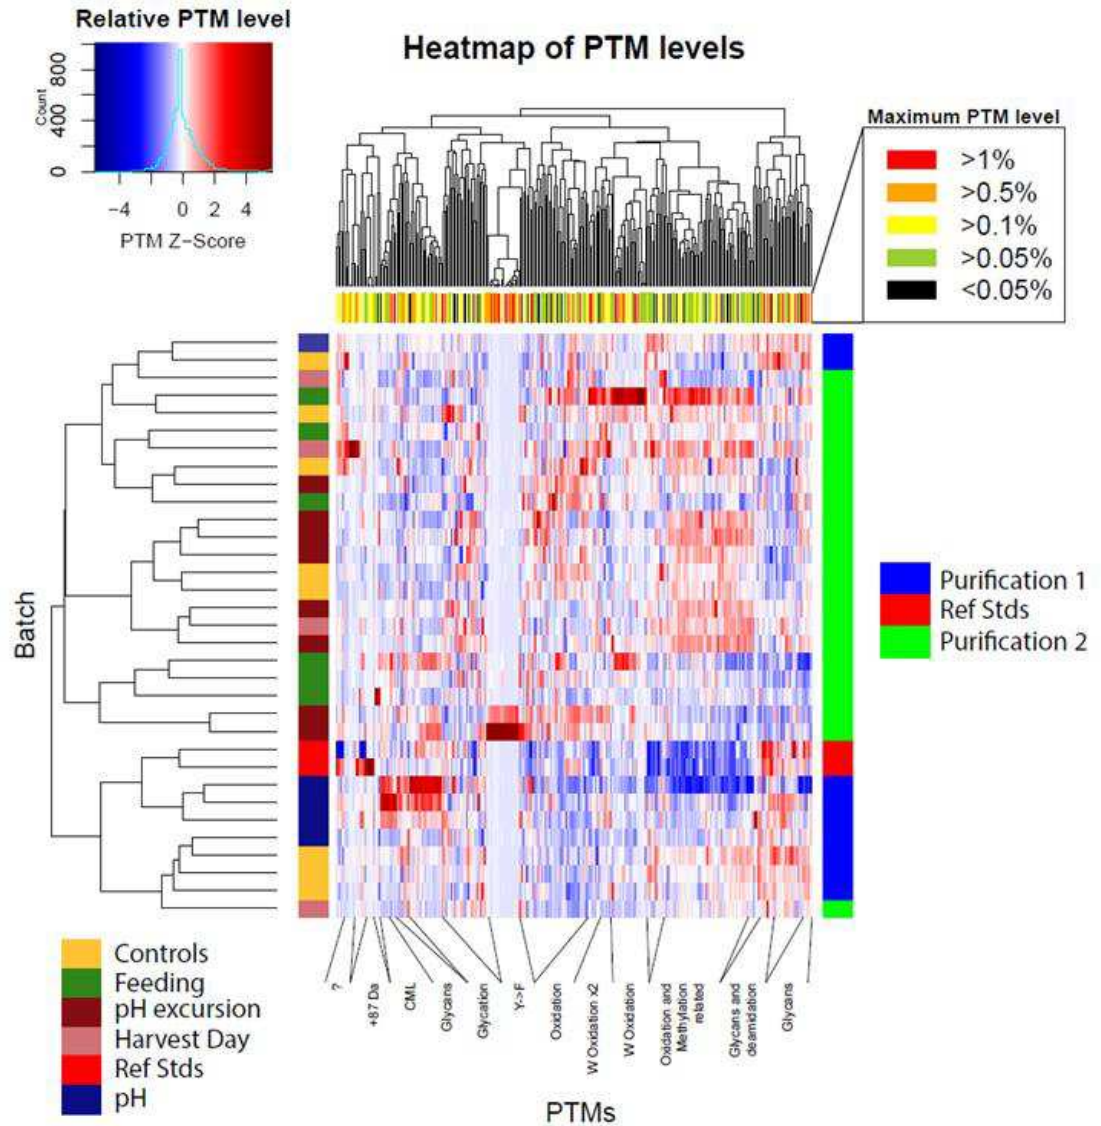 Relative PTM level
Heatmap of PTM levels
Count
0 400 800
−4 0 2 4
PTM Z−Score
Maximum PTM level
>1%
>0.5%
>0.1%
>0.05%
<0.05%
Batch
Purification 1
Ref Stds
Purification 2
Controls
Feeding
pH excursion
Harvest Day
Ref Stds
pH
?
+87 Da
CML
Glycans
Glycation
Y->F
Oxidation
W Oxidation x2
W Oxidation
Oxidation and
Methylation
related
Glycans and
deamidation
Glycans
PTMs